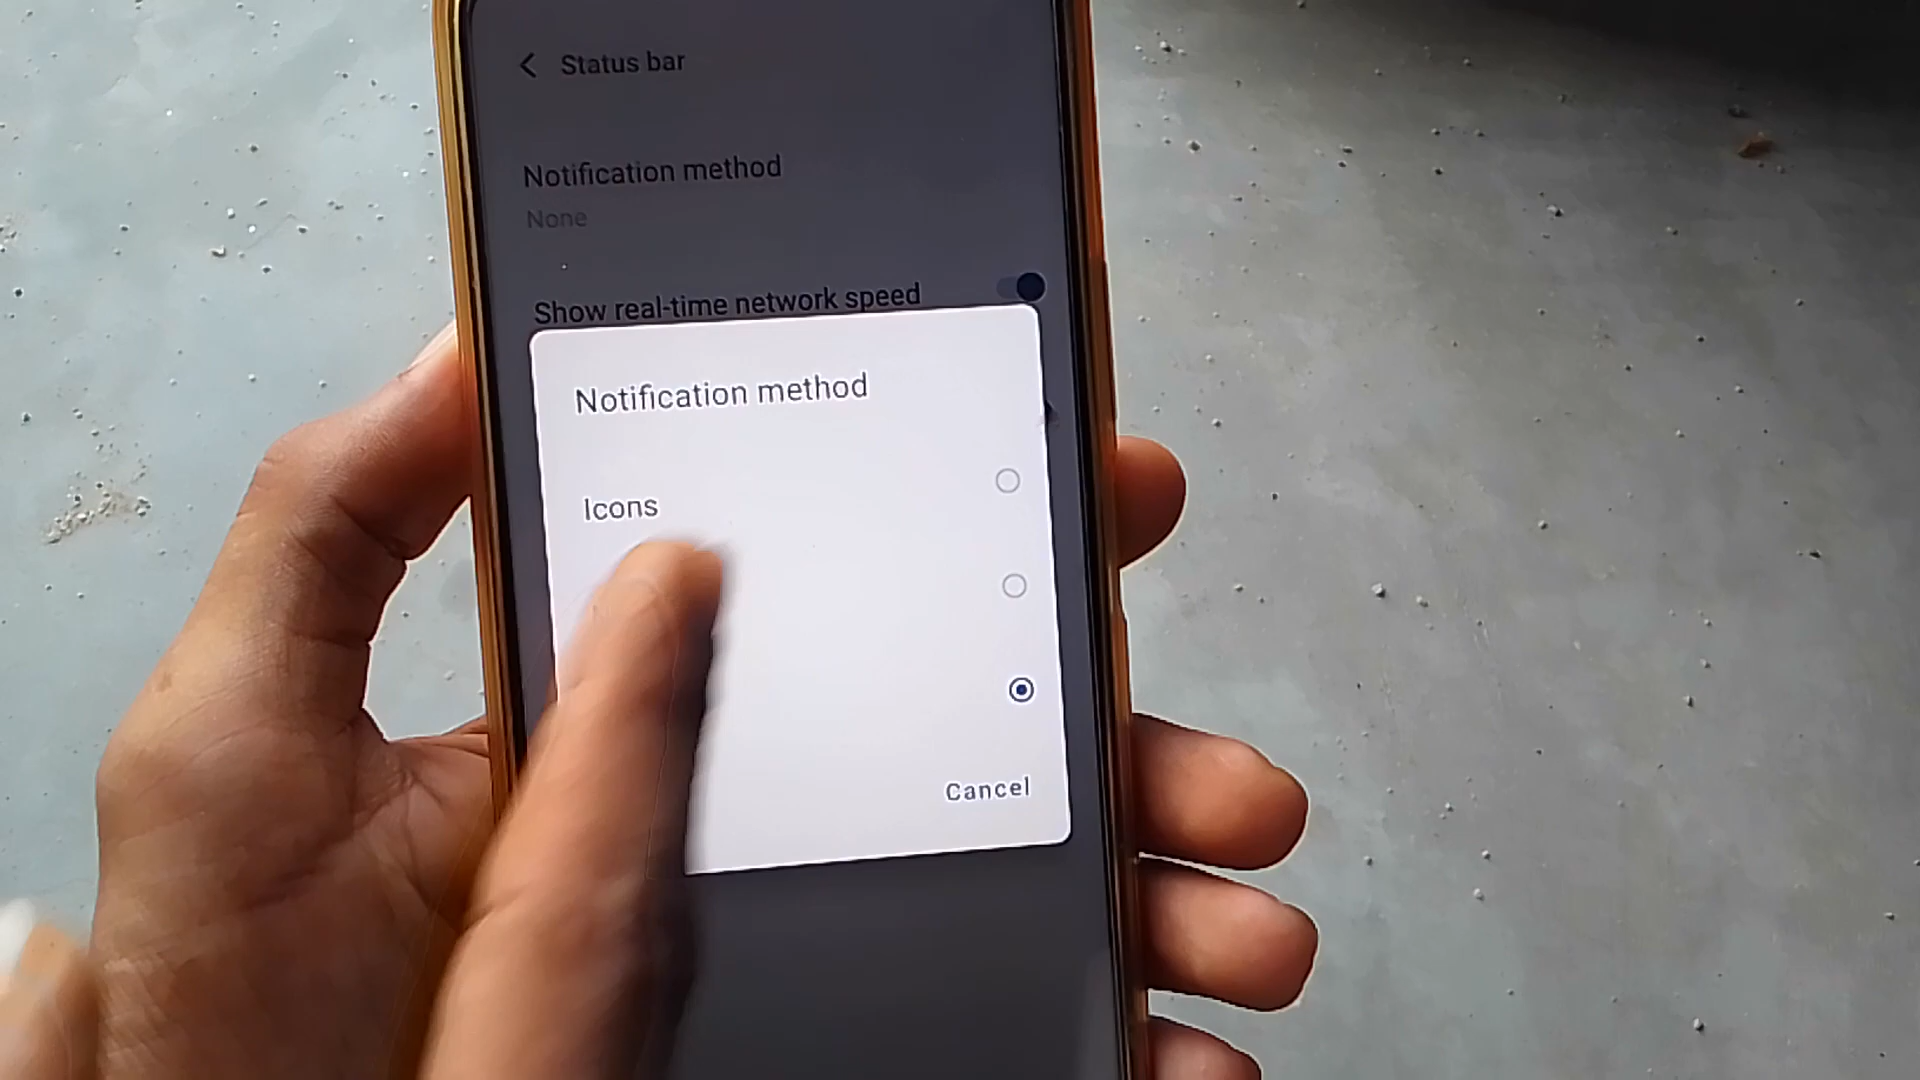 Status bar
Notification method
None
Show real-time network speed
Notification method
Icons
Cancel